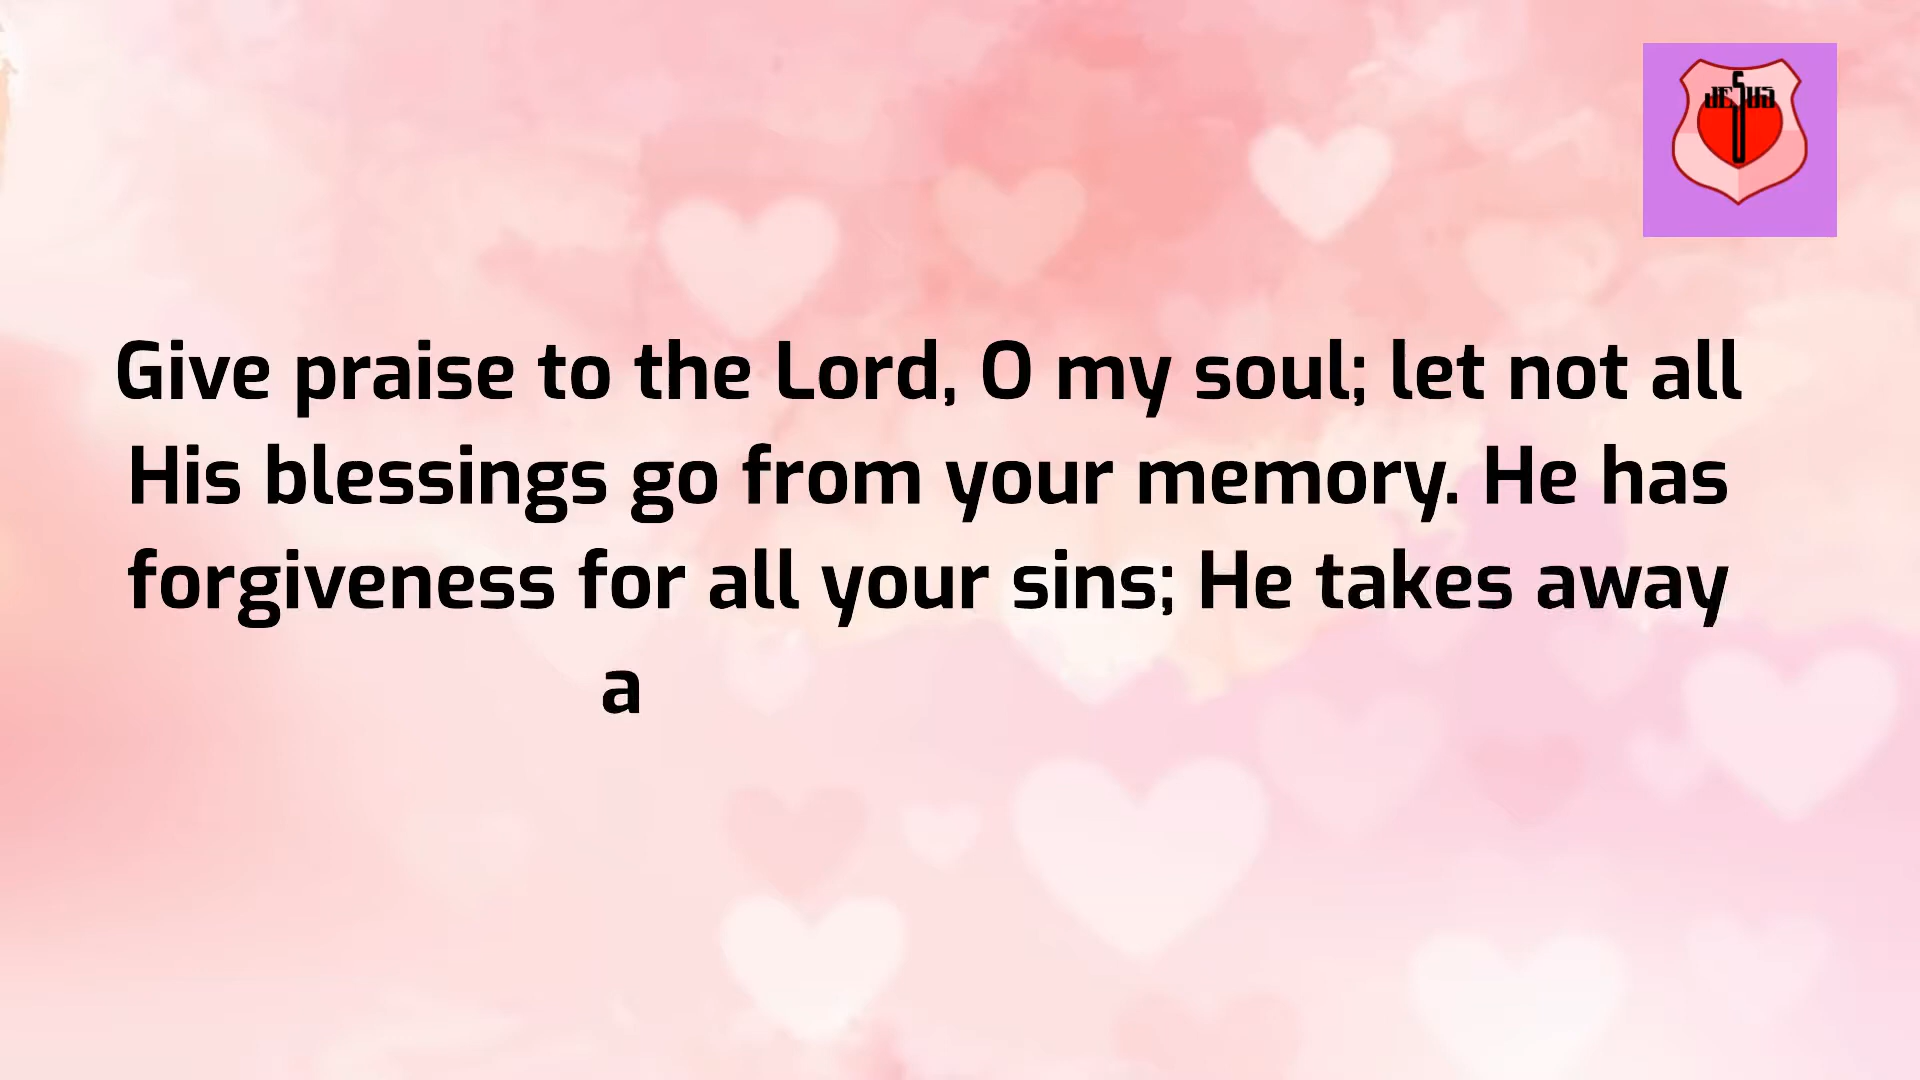 JESUS
Give praise to the Lord, O my soul; let not all
His blessings go from your memory. He has
forgiveness for all your sins; He takes away
a